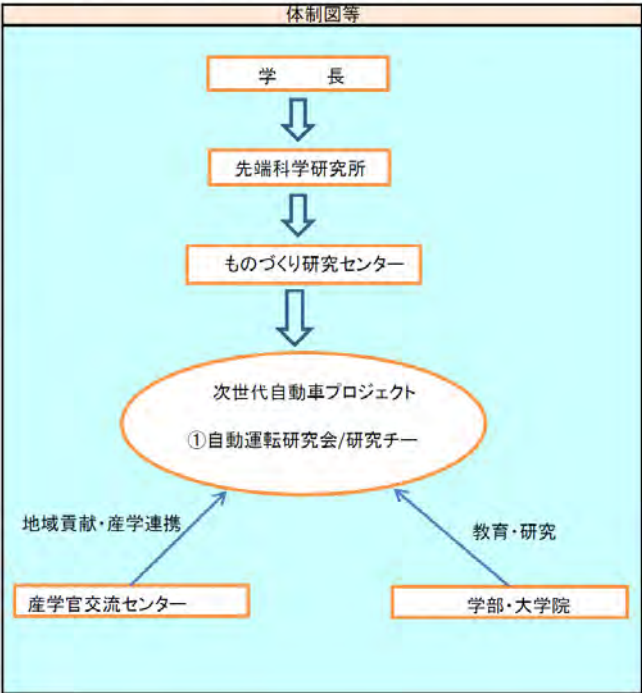 体制図等
学　　長
先端科学研究所
ものづくり研究センター
次世代自動車プロジェクト
①自動運転研究会/研究チー
地域貢献・産学連携
教育・研究
産学官交流センター
学部・大学院